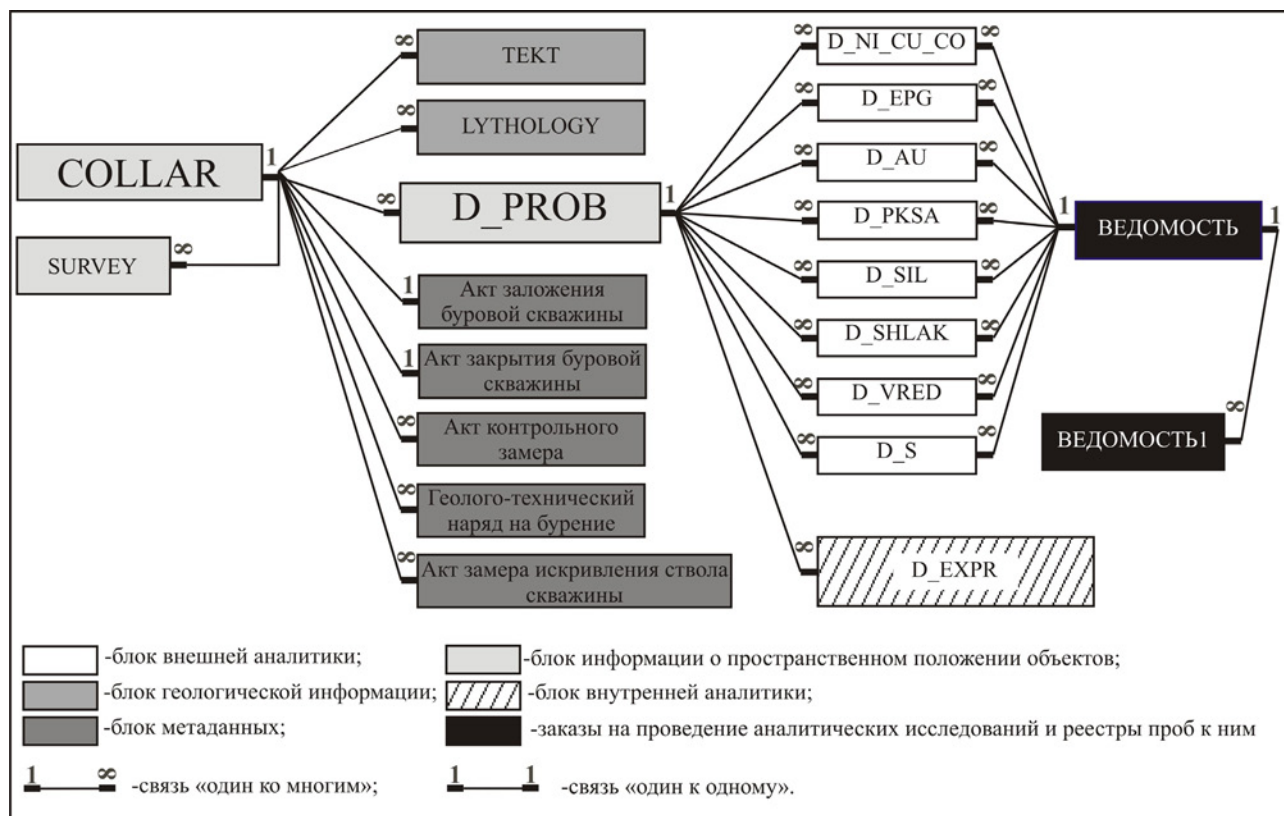 ∞
TEKT
∞
LYTHOLOGY
COLLAR
1
∞
D_PROB
1
SURVEY
∞
1
Акт заложения
буровой скважины
1
Акт закрытия буровой
скважины
∞
Акт контрольного
замера
∞
Геолого-технический
наряд на бурение
∞
Акт замера искривления ствола
скважины
∞
D_NI_CU_CO
∞
∞
D_EPG
∞
∞
D_AU
∞
∞
D_PKSA
∞
∞
D_SIL
∞
∞
D_SHLAK
∞
∞
D_VRED
∞
∞
D_S
∞
∞
D_EXPR
1
ВЕДОМОСТЬ
1
∞
ВЕДОМОСТЬ1
-блок внешней аналитики;
-блок геологической информации;
-блок метаданных;
1 ∞ -связь «один ко многим»;
-блок информации о пространственном положении объектов;
-блок внутренней аналитики;
-заказы на проведение аналитических исследований и реестры проб к ним
1 1 -связь «один к одному».